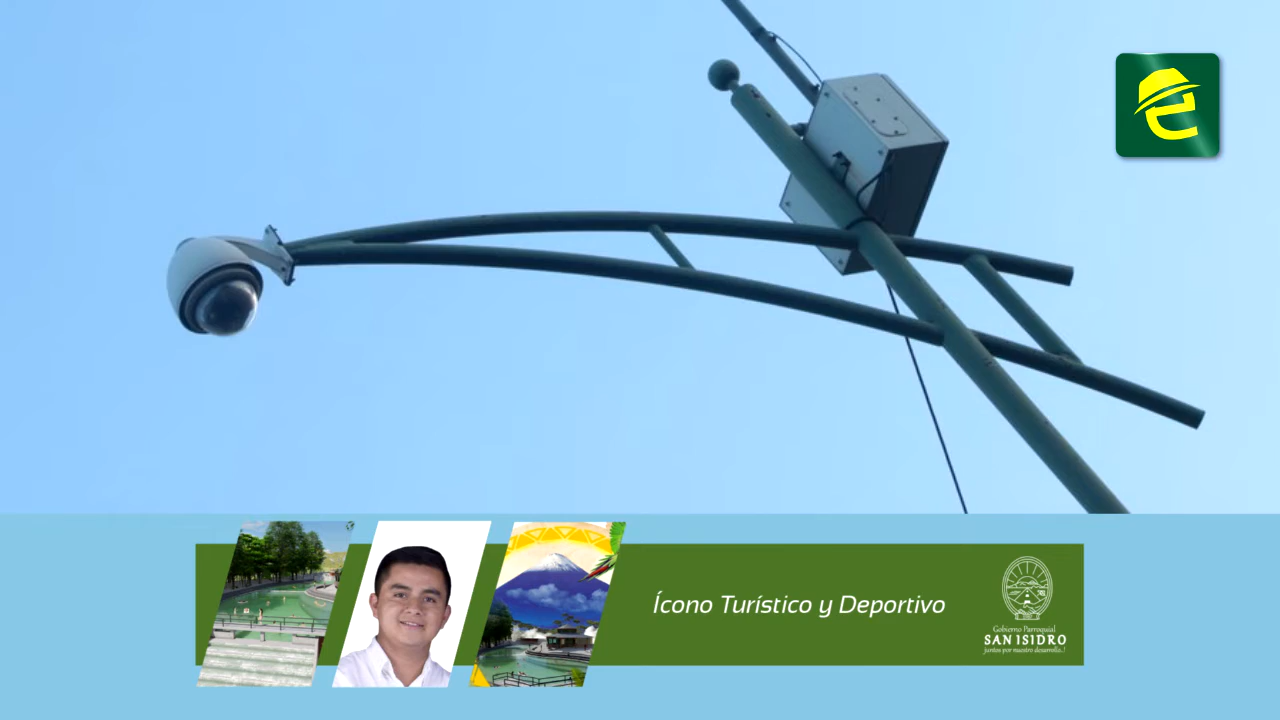 Ícono Turístico y Deportivo
Gobierno Parroquial
SAN ISIDRO
juntos por nuestro desarrollo..!